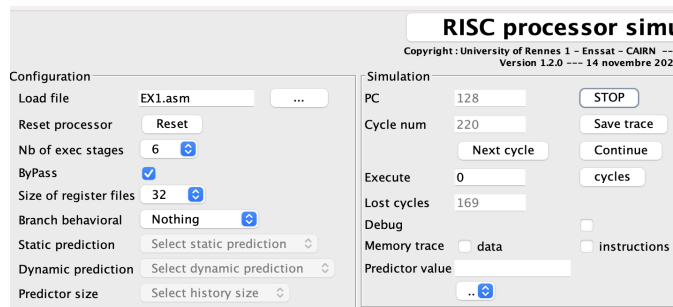 RISC processor simu
Copyright : University of Rennes 1 - Enssat - CAIRN --
Version 1.2.0 --- 14 novembre 202
Configuration
Load file EX1.asm ...
Reset processor Reset
Nb of exec stages 6
ByPass
Size of register files 32
Branch behavioral Nothing
Static prediction Select static prediction
Dynamic prediction Select dynamic prediction
Predictor size Select history size
Simulation
PC 128 STOP
Cycle num 220 Save trace
Next cycle Continue
Execute 0 cycles
Lost cycles 169
Debug
Memory trace data instructions
Predictor value
..